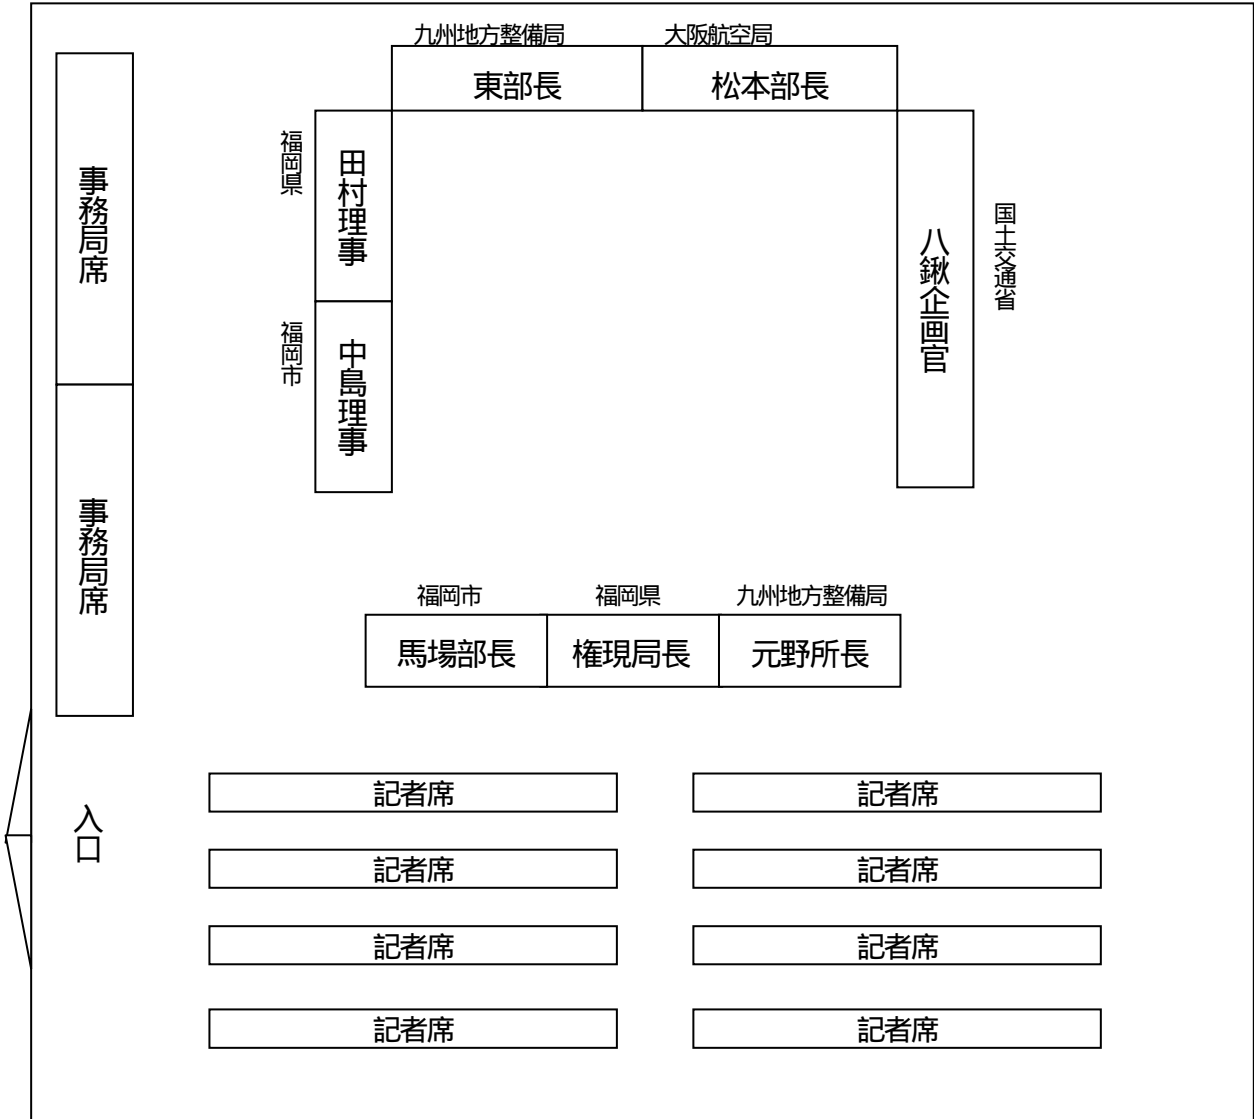 九州地方整備局
大阪航空局
東部長
松本部長
福岡県
田村理事
福岡市
中島理事
八鍬企画官
国土交通省
事務局席
事務局席
福岡市
福岡県
九州地方整備局
馬場部長
権現局長
元野所長
入口
記者席
記者席
記者席
記者席
記者席
記者席
記者席
記者席